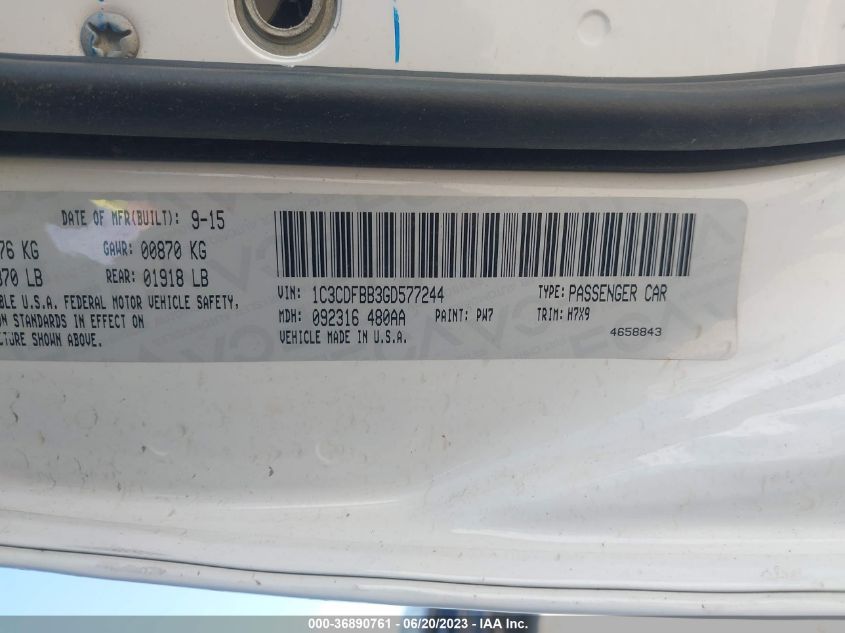 DATE OF MFR(BUILT): 9-15
76 KG GAWR: 00870 KG
70 LB REAR: 01918 LB
BLE U.S.A. FEDERAL MOTOR VEHICLE SAFETY,
ON STANDARDS IN EFFECT ON
CTURE SHOWN ABOVE.
VIN: 1C3CDFBB3GD577244 TYPE: PASSENGER CAR
MDH: 092316 480AA PAINT: PW7 TRIM: H7X9
VEHICLE MADE IN U.S.A. 4658843
000-36890761 - 06/20/2023 - IAA Inc.